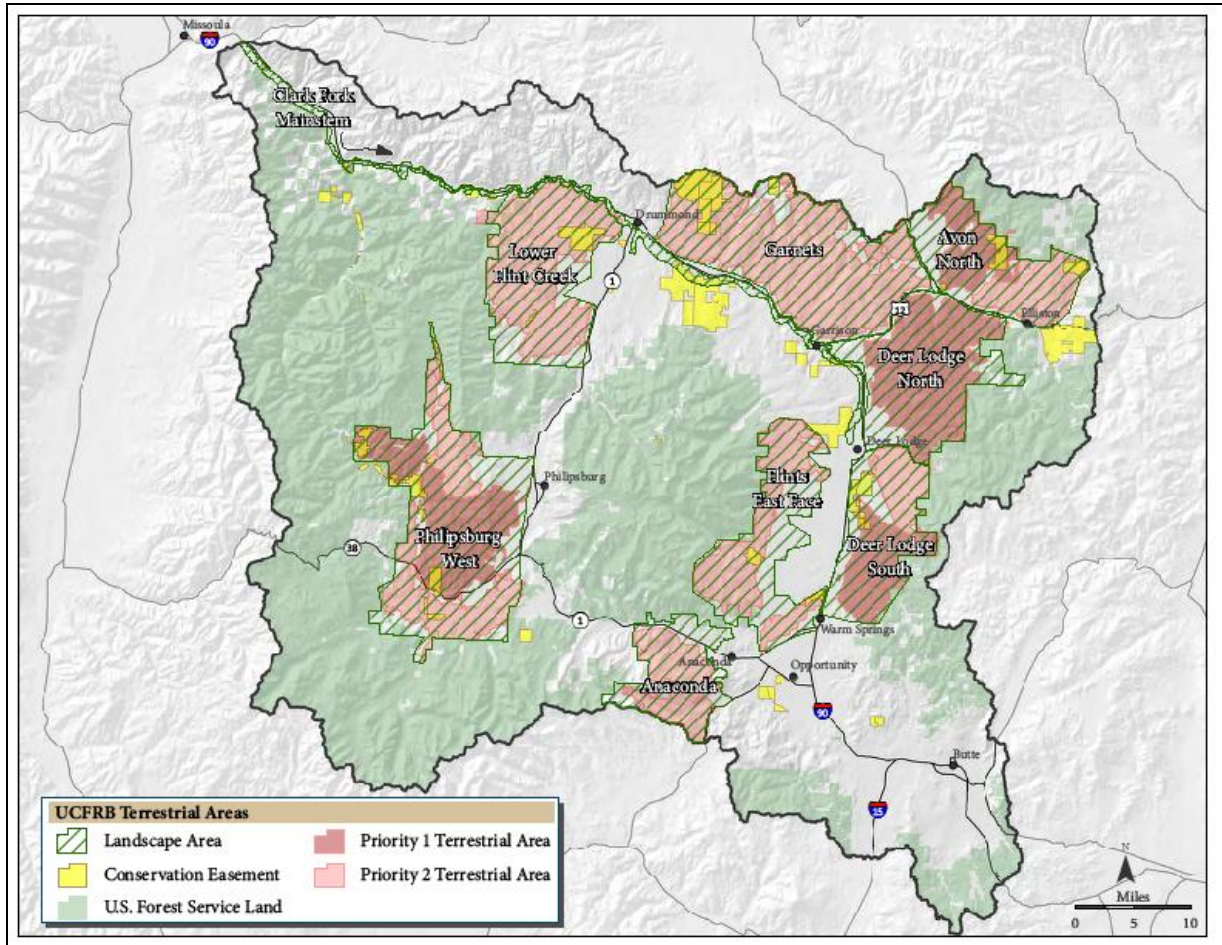 Missoula
90
Clark Fork
Mainstem
Drummond
Lower
Flint Creek
Garnets
Avon
North
1
12
Elliston
Garrison
Deer Lodge
North
Deer Lodge
Philipsburg
Flints
East Face
Philipsburg
West
38
Deer Lodge
South
1
Warm Springs
Anaconda
Opportunity
Anaconda
90
Butte
15
UCFRB Terrestrial Areas
Landscape Area
Priority 1 Terrestrial Area
Conservation Easement
Priority 2 Terrestrial Area
U.S. Forest Service Land
N
Miles
0 5 10